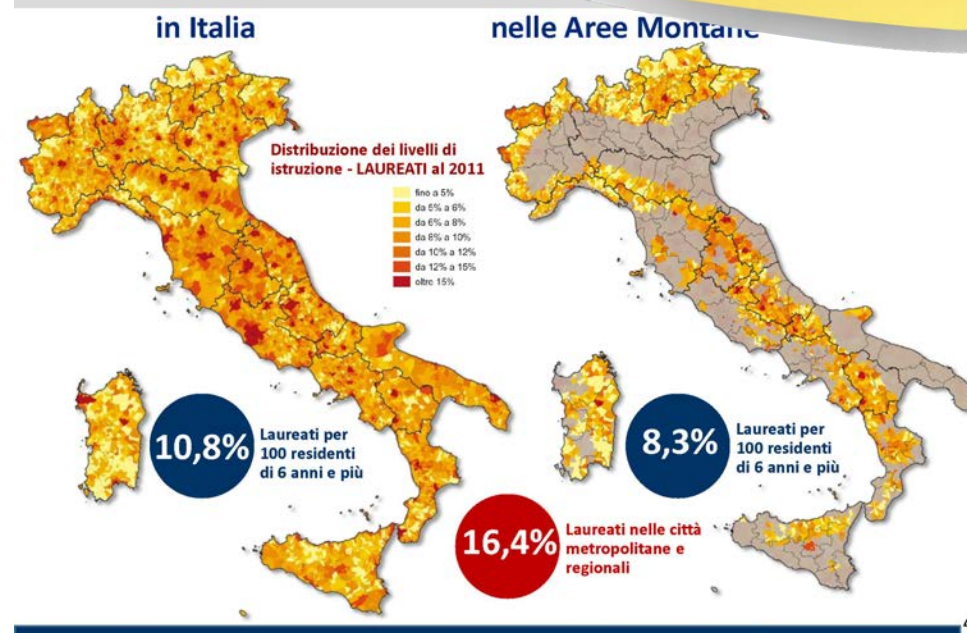 in Italia
nelle Aree Montane
Distribuzione dei livelli di
istruzione - LAUREATI al 2011
fino a 5%
da 5% a 6%
da 6% a 8%
da 8% a 10%
da 10% a 12%
da 12% a 15%
oltre 15%
10,8%
Laureati per
100 residenti
di 6 anni e più
8,3%
Laureati per
100 residenti
di 6 anni e più
16,4%
Laureati nelle città
metropolitane e
regionali